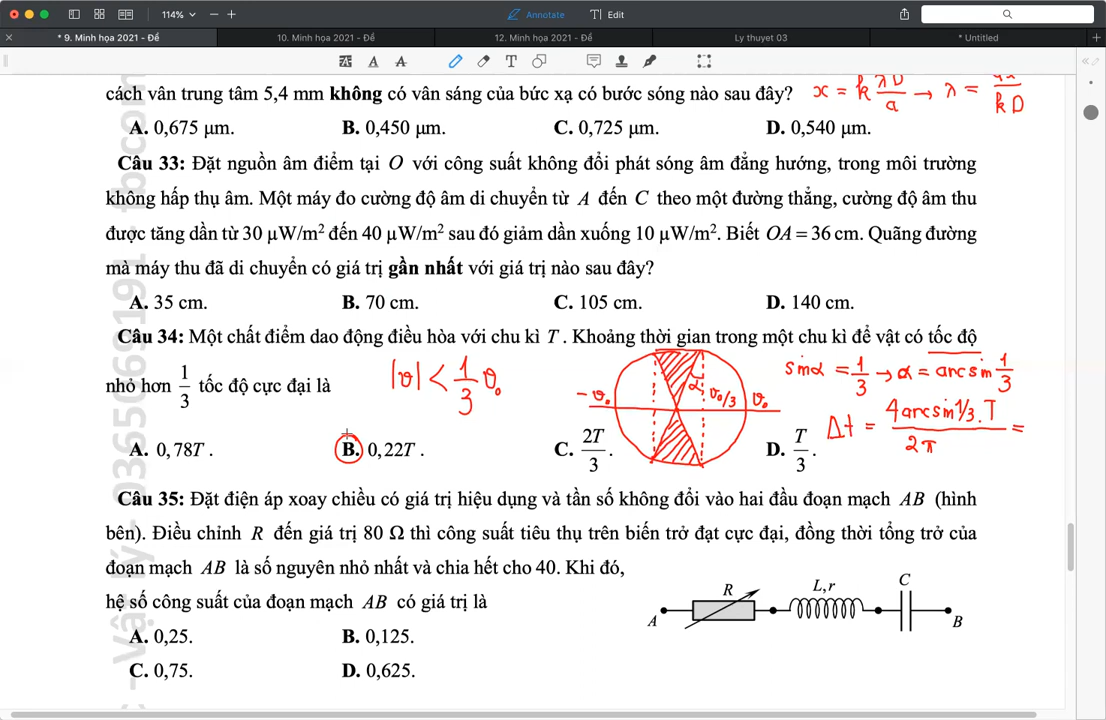 114%
Annotate
Edit
* 9. Minh họa 2021 - Đề
10. Minh họa 2021 - Đề
12. Minh họa 2021 - Đề
Ly thuyet 03
* Untitled
cách vân trung tâm 5,4 mm không có vân sáng của bức xạ có bước sóng nào sau đây?
x = k λD/a → λ = /kD
A. 0,675 μm. B. 0,450 μm. C. 0,725 μm. D. 0,540 μm.
Câu 33: Đặt nguồn âm điểm tại O với công suất không đổi phát sóng âm đẳng hướng, trong môi trường
không hấp thụ âm. Một máy đo cường độ âm di chuyển từ A đến C theo một đường thẳng, cường độ âm thu
được tăng dần từ 30 μW/m² đến 40 μW/m² sau đó giảm dần xuống 10 μW/m². Biết OA = 36 cm. Quãng đường
mà máy thu đã di chuyển có giá trị gần nhất với giá trị nào sau đây?
A. 35 cm. B. 70 cm. C. 105 cm. D. 140 cm.
Câu 34: Một chất điểm dao động điều hòa với chu kì T. Khoảng thời gian trong một chu kì để vật có tốc độ
nhỏ hơn 1/3 tốc độ cực đại là
|v| < 1/3 v₀
-v₀ α v₀/3 v₀
sinα = 1/3 → α = arcsin 1/3
Δt = 4arcsin1/3.T / 2π =
A. 0,78T. B. 0,22T. C. 2T/3. D. T/3.
Câu 35: Đặt điện áp xoay chiều có giá trị hiệu dụng và tần số không đổi vào hai đầu đoạn mạch AB (hình
bên). Điều chỉnh R đến giá trị 80 Ω thì công suất tiêu thụ trên biến trở đạt cực đại, đồng thời tổng trở của
đoạn mạch AB là số nguyên nhỏ nhất và chia hết cho 40. Khi đó,
hệ số công suất của đoạn mạch AB có giá trị là
A R L,r C B
A. 0,25. B. 0,125.
C. 0,75. D. 0,625.